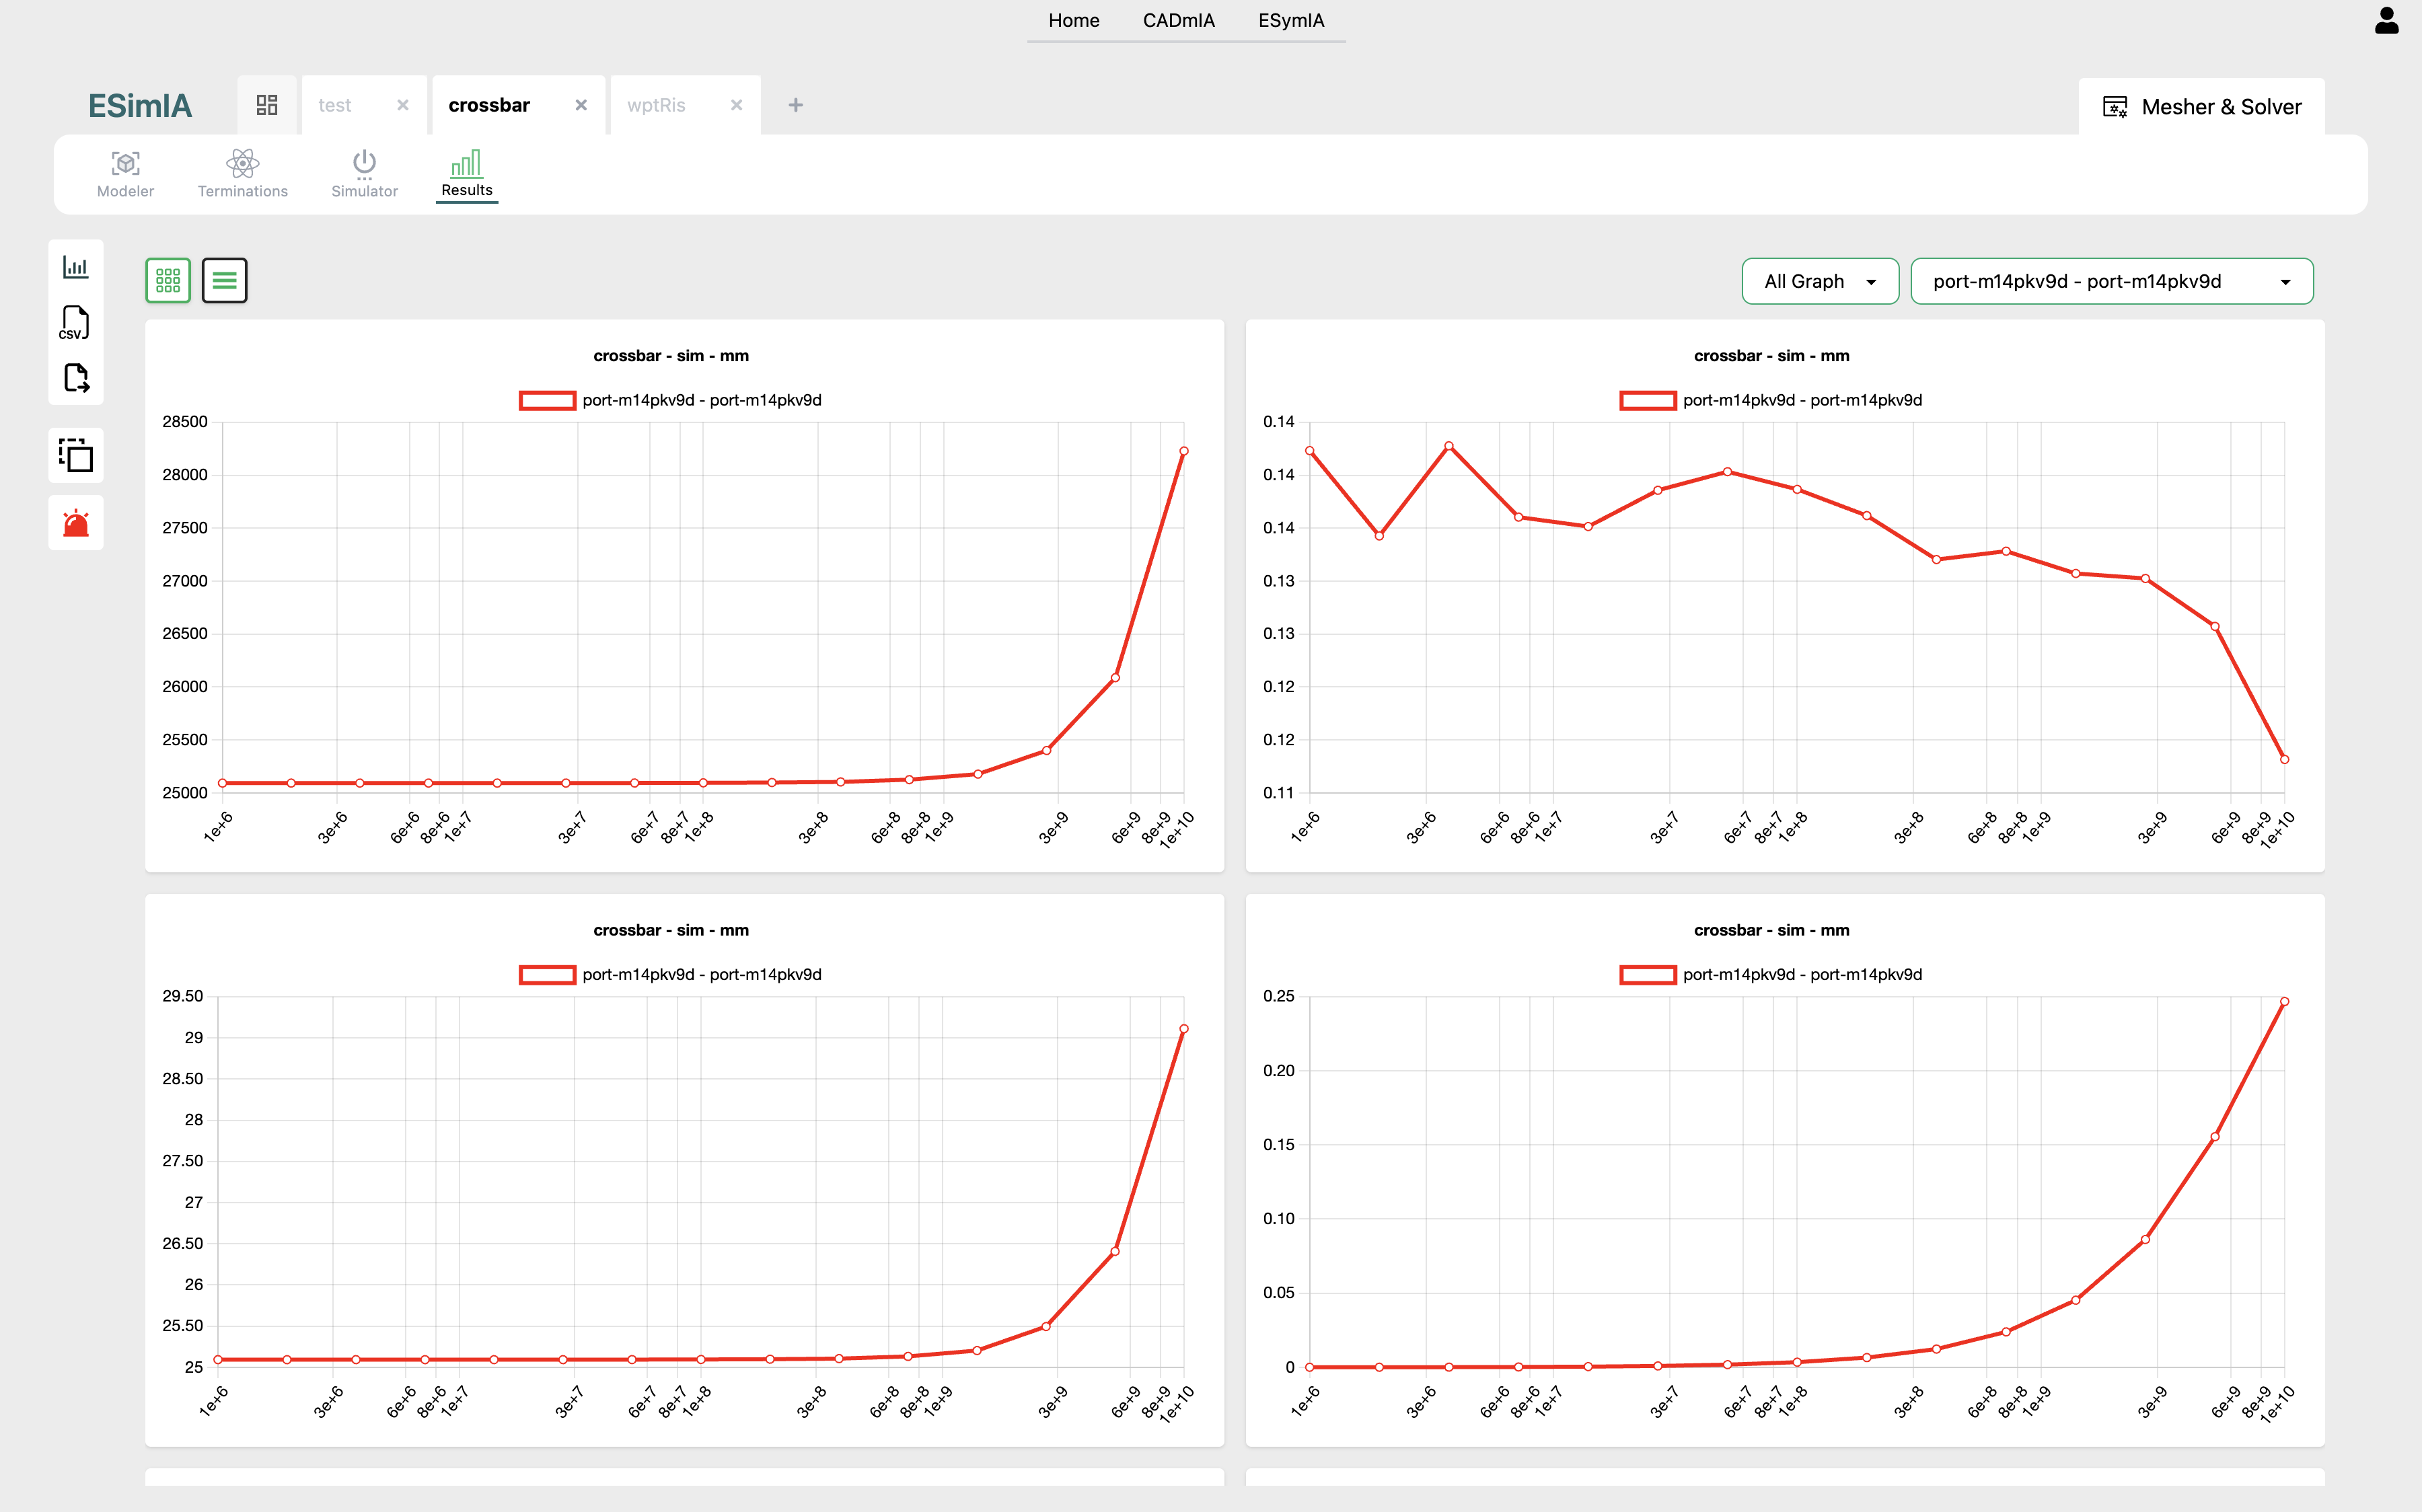 Home CADmIA ESymIA
ESimIA test crossbar wptRis
Mesher & Solver
Modeler Terminations Simulator Results
CSV
All Graph port-m14pkv9d - port-m14pkv9d
crossbar - sim - mm
port-m14pkv9d - port-m14pkv9d
28500
28000
27500
27000
26500
26000
25500
25000
1e+6 3e+6 6e+6 8e+6 1e+7 3e+7 6e+7 8e+7 1e+8 3e+8 6e+8 8e+8 1e+9 3e+9 6e+9 8e+9 1e+10
crossbar - sim - mm
port-m14pkv9d - port-m14pkv9d
0.14
0.14
0.14
0.13
0.13
0.12
0.12
0.11
1e+6 3e+6 6e+6 8e+6 1e+7 3e+7 6e+7 8e+7 1e+8 3e+8 6e+8 8e+8 1e+9 3e+9 6e+9 8e+9 1e+10
crossbar - sim - mm
port-m14pkv9d - port-m14pkv9d
29.50
29
28.50
28
27.50
27
26.50
26
25.50
25
1e+6 3e+6 6e+6 8e+6 1e+7 3e+7 6e+7 8e+7 1e+8 3e+8 6e+8 8e+8 1e+9 3e+9 6e+9 8e+9 1e+10
crossbar - sim - mm
port-m14pkv9d - port-m14pkv9d
0.25
0.20
0.15
0.10
0.05
0
1e+6 3e+6 6e+6 8e+6 1e+7 3e+7 6e+7 8e+7 1e+8 3e+8 6e+8 8e+8 1e+9 3e+9 6e+9 8e+9 1e+10